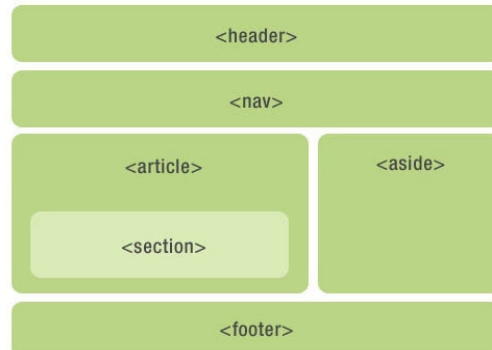 <header>
<nav>
<article>
<aside>
<section>
<footer>